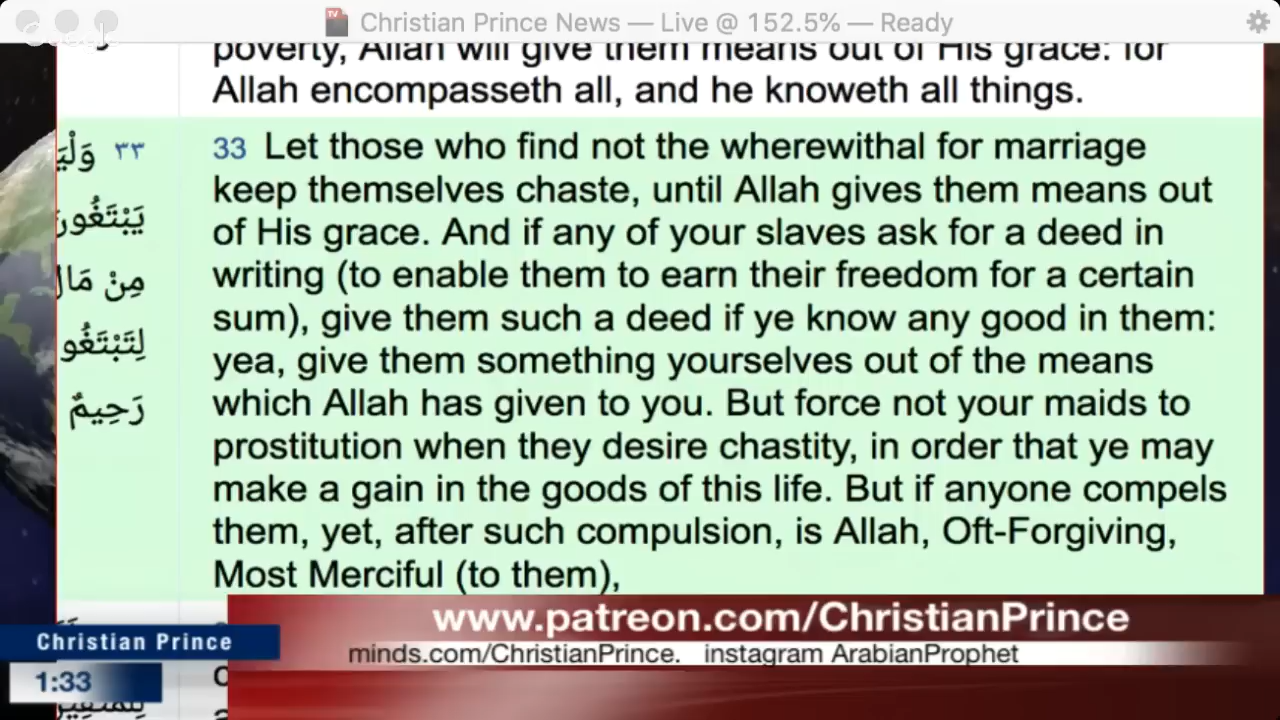 Christian Prince News — Live @ 152.5% — Ready
Google
poverty, Allah will give them means out of His grace: for
Allah encompasseth all, and he knoweth all things.
33 Let those who find not the wherewithal for marriage
keep themselves chaste, until Allah gives them means out
of His grace. And if any of your slaves ask for a deed in
writing (to enable them to earn their freedom for a certain
sum), give them such a deed if ye know any good in them:
yea, give them something yourselves out of the means
which Allah has given to you. But force not your maids to
prostitution when they desire chastity, in order that ye may
make a gain in the goods of this life. But if anyone compels
them, yet, after such compulsion, is Allah, Oft-Forgiving,
Most Merciful (to them),
٣٣
مِنْ
رَحِيمٌ
www.patreon.com/ChristianPrince
Christian Prince
minds.com/ChristianPrince. instagram ArabianProphet
1:33